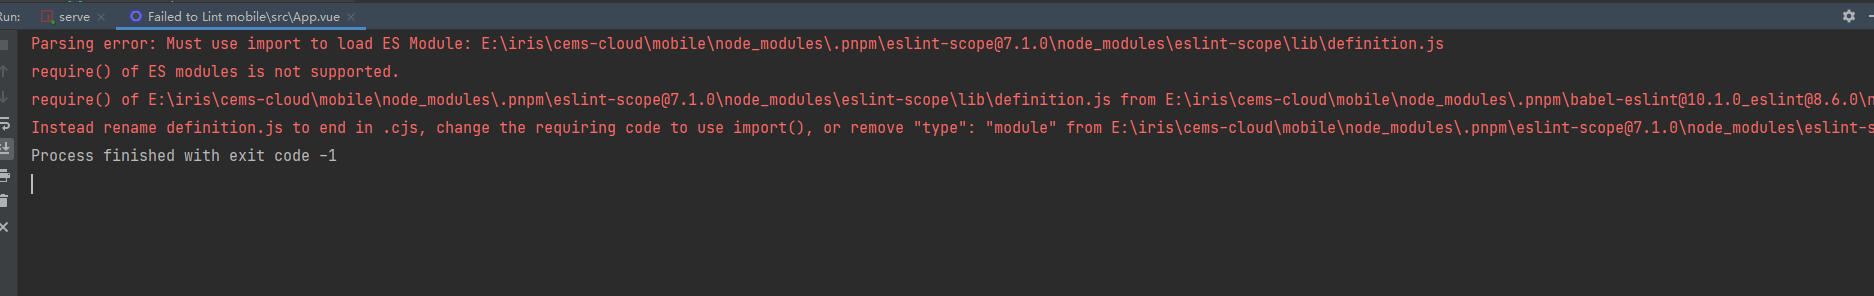 Run: serve Failed to Lint mobile\src\App.vue
Parsing error: Must use import to load ES Module: E:\iris\cems-cloud\mobile\node_modules\.pnpm\eslint-scope@7.1.0\node_modules\eslint-scope\lib\definition.js
require() of ES modules is not supported.
require() of E:\iris\cems-cloud\mobile\node_modules\.pnpm\eslint-scope@7.1.0\node_modules\eslint-scope\lib\definition.js from E:\iris\cems-cloud\mobile\node_modules\.pnpm\babel-eslint@10.1.0_eslint@8.6.0\n
Instead rename definition.js to end in .cjs, change the requiring code to use import(), or remove "type": "module" from E:\iris\cems-cloud\mobile\node_modules\.pnpm\eslint-scope@7.1.0\node_modules\eslint-s
Process finished with exit code -1